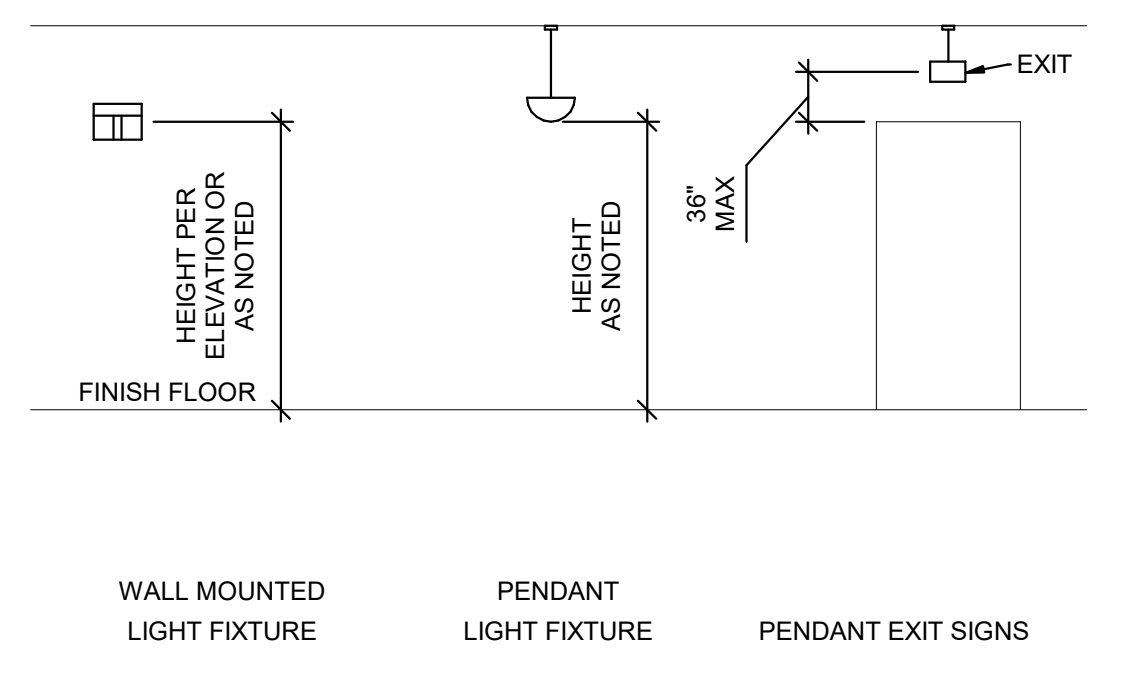 EXIT
HEIGHT PER
ELEVATION OR
AS NOTED
HEIGHT
AS NOTED
36"
MAX
FINISH FLOOR
WALL MOUNTED
LIGHT FIXTURE
PENDANT
LIGHT FIXTURE
PENDANT EXIT SIGNS